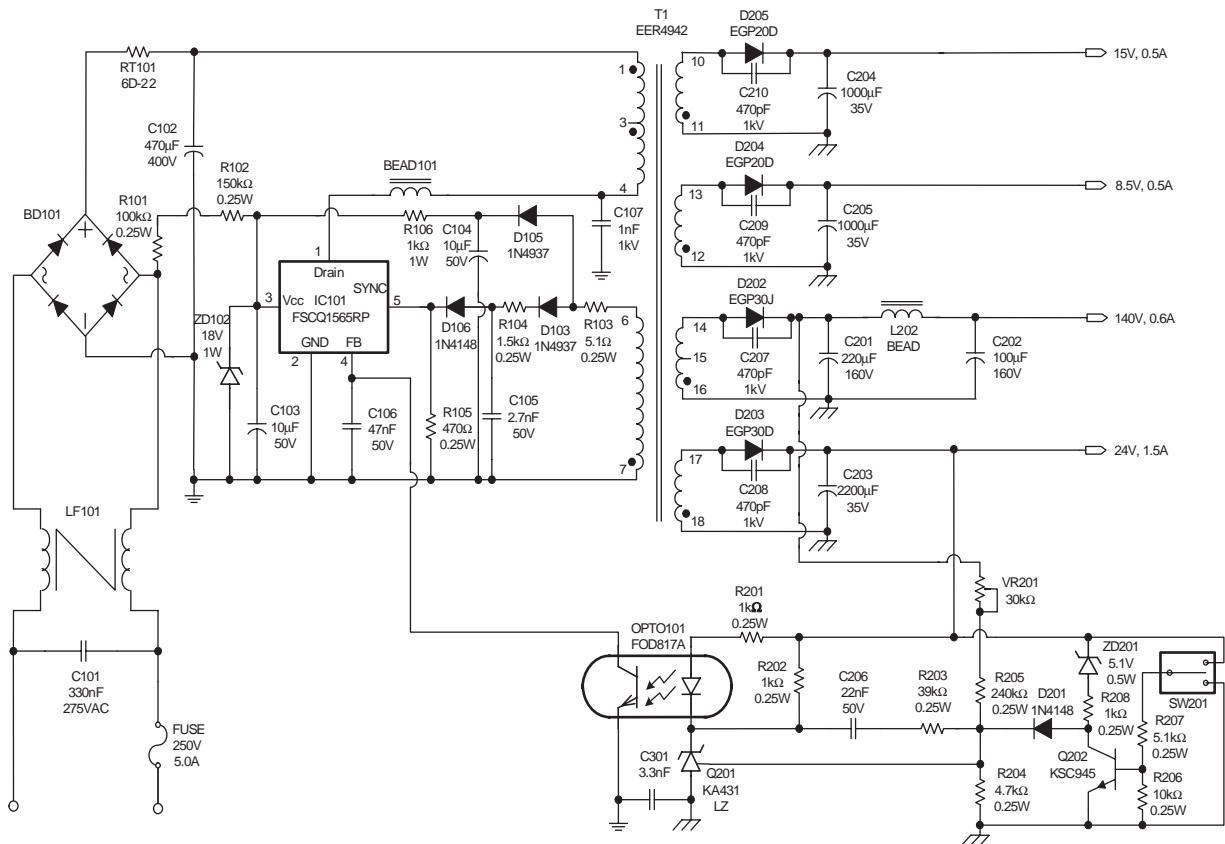 T1
EER4942
RT101
6D-22
C102
470µF
400V
R102
150kΩ
0.25W
R101
100kΩ
0.25W
BD101
BEAD101
1
3
4
C107
1nF
1kV
R106
1kΩ
1W
C104
10µF
50V
D105
1N4937
1
Drain
SYNC
3
Vcc
IC101
FSCQ1565RP
5
GND
FB
2
4
ZD102
18V
1W
D106
1N4148
R104
1.5kΩ
0.25W
D103
1N4937
R103
5.1Ω
0.25W
6
7
C103
10µF
50V
C106
47nF
50V
R105
470Ω
0.25W
C105
2.7nF
50V
LF101
C101
330nF
275VAC
FUSE
250V
5.0A
D205
EGP20D
10
C210
470pF
1kV
11
C204
1000µF
35V
15V, 0.5A
D204
EGP20D
13
C209
470pF
1kV
12
C205
1000µF
35V
8.5V, 0.5A
D202
EGP30J
14
15
16
C207
470pF
1kV
C201
220µF
160V
L202
BEAD
C202
100µF
160V
140V, 0.6A
D203
EGP30D
17
C208
470pF
1kV
18
C203
2200µF
35V
24V, 1.5A
VR201
30kΩ
OPTO101
FOD817A
R201
1kΩ
0.25W
R202
1kΩ
0.25W
C206
22nF
50V
R203
39kΩ
0.25W
R205
240kΩ
0.25W
D201
1N4148
ZD201
5.1V
0.5W
R208
1kΩ
0.25W
SW201
R207
5.1kΩ
0.25W
Q202
KSC945
R206
10kΩ
0.25W
C301
3.3nF
Q201
KA431
LZ
R204
4.7kΩ
0.25W